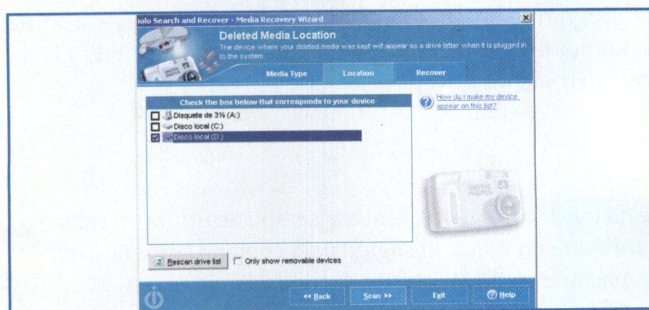 iolo Search and Recover - Media Recovery Wizard
Deleted Media Location
The device where your deleted media was kept will appear as a drive letter when it is plugged in
to the system.
Media Type
Location
Recover
Check the box below that corresponds to your device
Disquete de 3½ (A:)
Disco local (C:)
Disco local (D:)
How do I make my device
appear on this list?
DIGITAL
PHOTOS
Rescan drive list
Only show removable devices
<< Back
Scan >>
Exit
Help